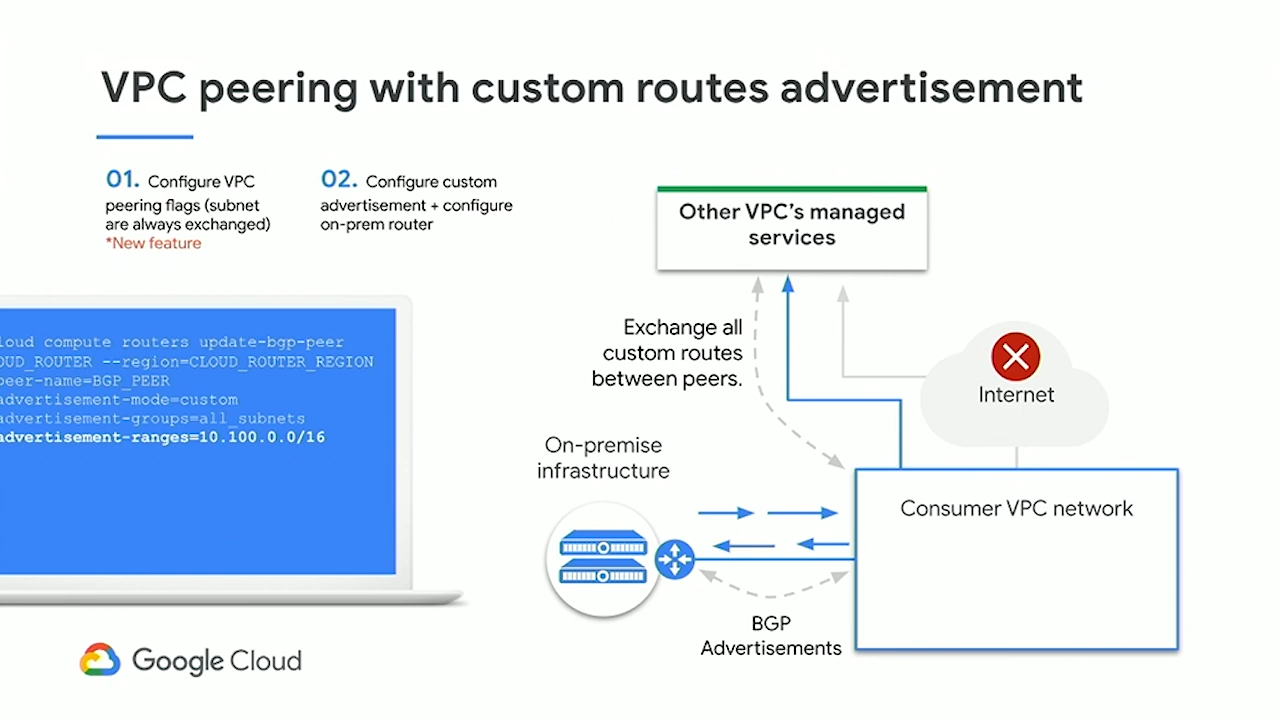 VPC peering with custom routes advertisement
01. Configure VPC
peering flags (subnet
are always exchanged)
*New feature
02. Configure custom
advertisement + configure
on-prem router
loud compute routers update-bgp-peer
OUD_ROUTER --region=CLOUD_ROUTER_REGION
peer-name=BGP_PEER
advertisement-mode=custom
advertisement-groups=all_subnets
advertisement-ranges=10.100.0.0/16
Other VPC's managed
services
Exchange all
custom routes
between peers.
Internet
On-premise
infrastructure
Consumer VPC network
BGP
Advertisements
Google Cloud